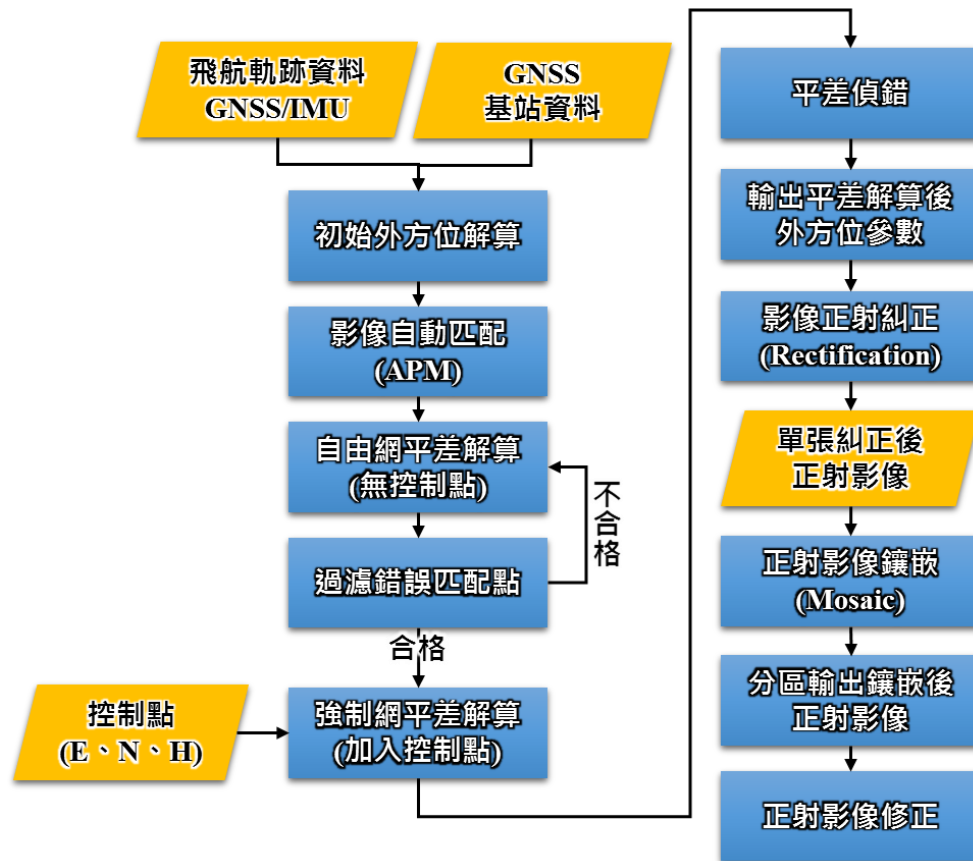 飛航軌跡資料
GNSS/IMU
GNSS
基站資料
初始外方位解算
影像自動匹配
(APM)
自由網平差解算
(無控制點)
不合格
過濾錯誤匹配點
合格
控制點
(E、N、H)
強制網平差解算
(加入控制點)
平差偵錯
輸出平差解算後
外方位參數
影像正射糾正
(Rectification)
單張糾正後
正射影像
正射影像鑲嵌
(Mosaic)
分區輸出鑲嵌後
正射影像
正射影像修正